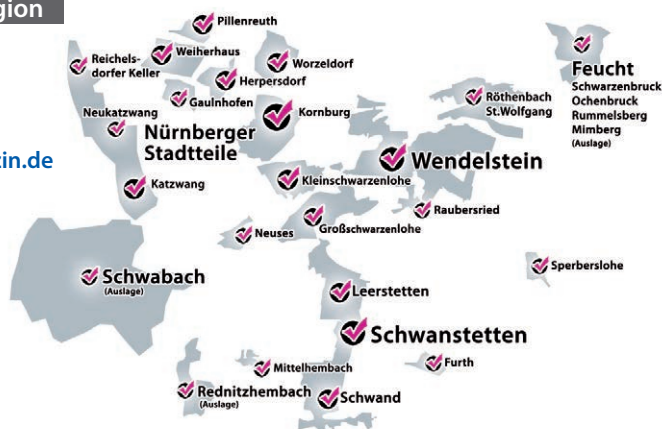 gion
Pillenreuth
Reichels-
dorfer Keller
Weiherhaus
Worzeldorf
Herpersdorf
Feucht
Schwarzenbruck
Ochenbruck
Rummelsberg
Mimberg
(Auslage)
Gaulnhofen
Röthenbach
St.Wolfgang
Neukatzwang
Kornburg
Nürnberger
Stadtteile
tin.de
Wendelstein
Katzwang
Kleinschwarzenlohe
Raubersried
Großschwarzenlohe
Neuses
Schwabach
(Auslage)
Sperberslohe
Leerstetten
Schwanstetten
Furth
Mittelhembach
Rednitzhembach
(Auslage)
Schwand